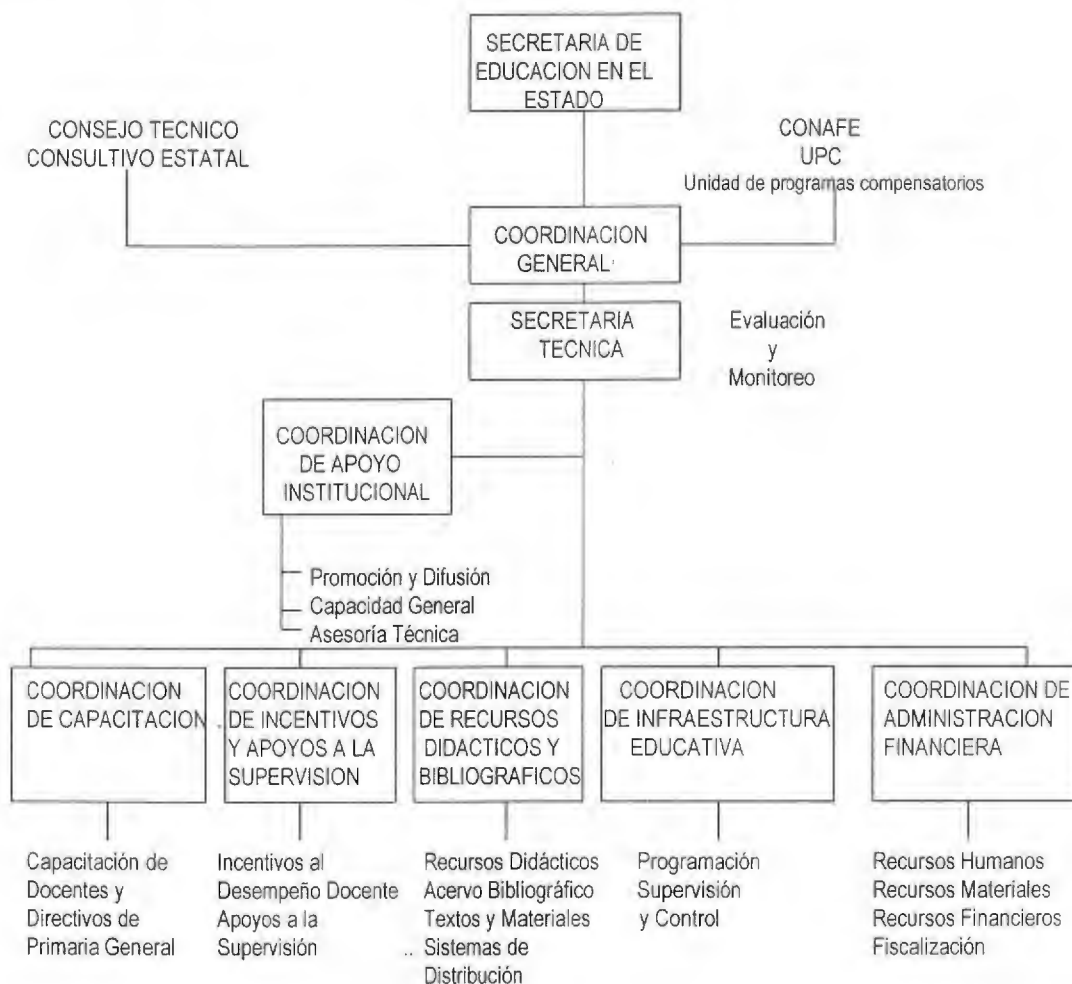 SECRETARIA DE
EDUCACION EN EL
ESTADO
CONSEJO TECNICO
CONSULTIVO ESTATAL
CONAFE
UPC
Unidad de programas compensatorios
COORDINACION
GENERAL
SECRETARIA
TECNICA
Evaluación
y
Monitoreo
COORDINACION
DE APOYO
INSTITUCIONAL
Promoción y Difusión
Capacidad General
Asesoría Técnica
COORDINACION
DE CAPACITACION
COORDINACION
DE INCENTIVOS
Y APOYOS A LA
SUPERVISION
COORDINACION
DE RECURSOS
DIDACTICOS Y
BIBLIOGRAFICOS
COORDINACION
DE INFRAESTRUCTURA
EDUCATIVA
COORDINACION DE
ADMINISTRACION
FINANCIERA
Capacitación de
Docentes y
Directivos de
Primaria General
Incentivos al
Desempeño Docente
Apoyos a la
Supervisión
Recursos Didácticos
Acervo Bibliográfico
Textos y Materiales
Sistemas de
Distribución
Programación
Supervisión
y Control
Recursos Humanos
Recursos Materiales
Recursos Financieros
Fiscalización